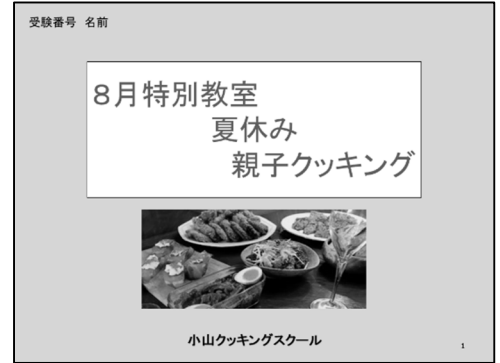 受験番号 名前
８月特別教室
夏休み
親子クッキング
小山クッキングスクール
1